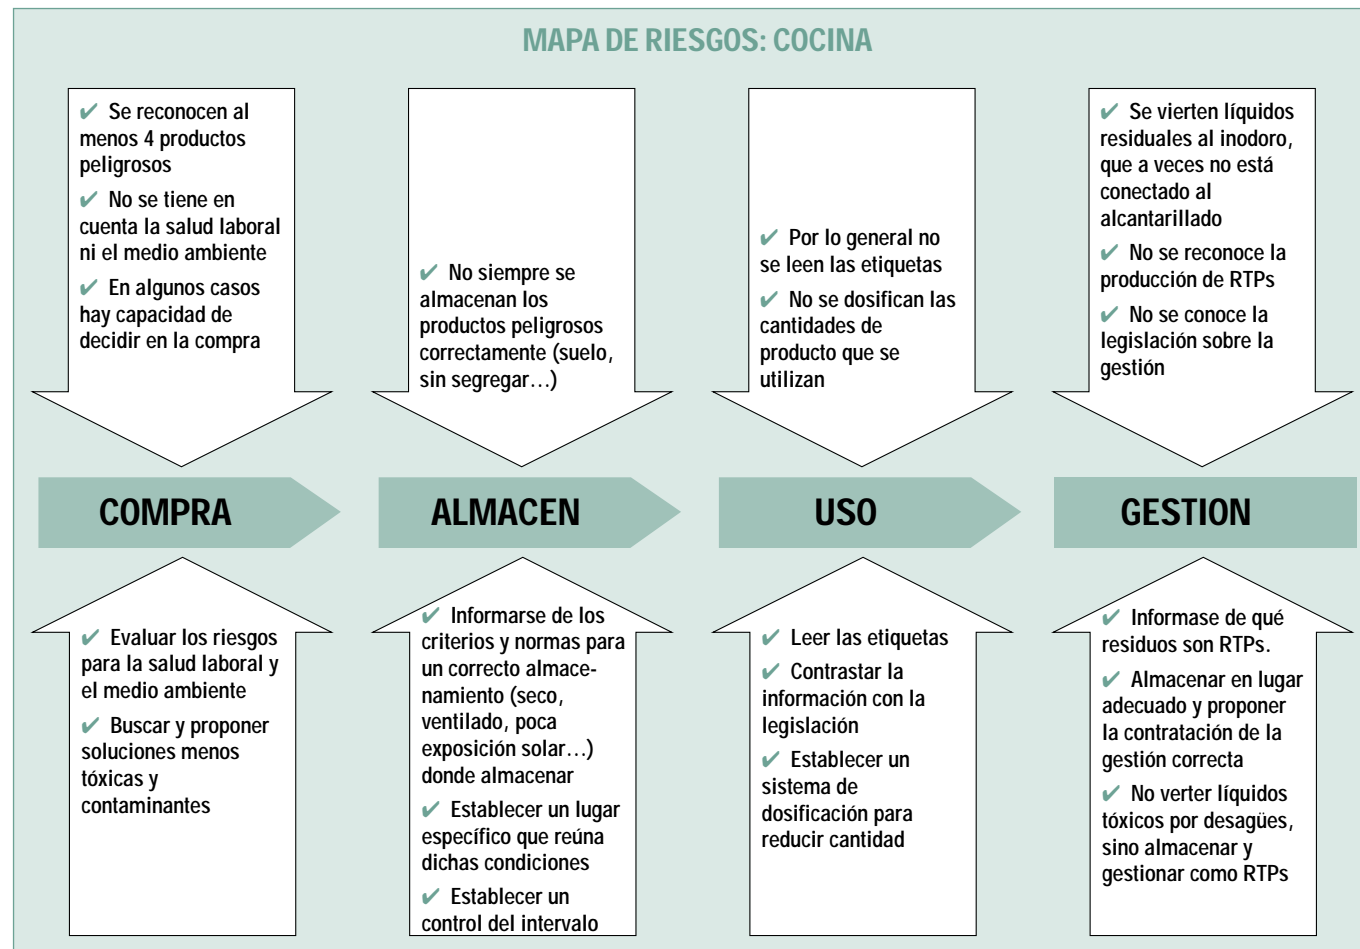 MAPA DE RIESGOS: COCINA
✔ Se reconocen al
menos 4 productos
peligrosos
✔ No se tiene en
cuenta la salud laboral
ni el medio ambiente
✔ En algunos casos
hay capacidad de
decidir en la compra
✔ No siempre se
almacenan los
productos peligrosos
correctamente (suelo,
sin segregar…)
✔ Por lo general no
se leen las etiquetas
✔ No se dosifican las
cantidades de
producto que se
utilizan
✔ Se vierten líquidos
residuales al inodoro,
que a veces no está
conectado al
alcantarillado
✔ No se reconoce la
producción de RTPs
✔ No se conoce la
legislación sobre la
gestión
COMPRA
ALMACEN
USO
GESTION
✔ Evaluar los riesgos
para la salud laboral y
el medio ambiente
✔ Buscar y proponer
soluciones menos
tóxicas y
contaminantes
✔ Informarse de los
criterios y normas para
un correcto almace-
namiento (seco,
ventilado, poca
exposición solar…)
donde almacenar
✔ Establecer un lugar
específico que reúna
dichas condiciones
✔ Establecer un
control del intervalo
✔ Leer las etiquetas
✔ Contrastar la
información con la
legislación
✔ Establecer un
sistema de
dosificación para
reducir cantidad
✔ Informase de qué
residuos son RTPs.
✔ Almacenar en lugar
adecuado y proponer
la contratación de la
gestión correcta
✔ No verter líquidos
tóxicos por desagües,
sino almacenar y
gestionar como RTPs